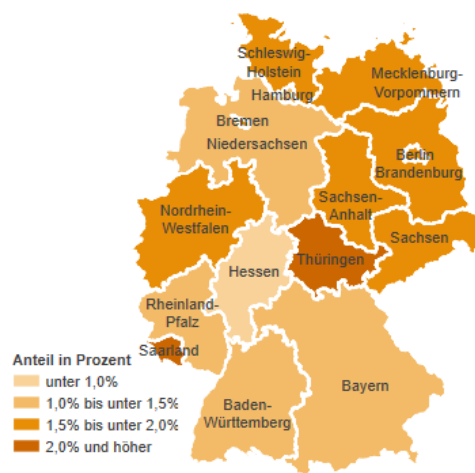 Schleswig-
Holstein
Mecklenburg-
Vorpommern
Hamburg
Bremen
Niedersachsen
Berlin
Brandenburg
Sachsen-
Anhalt
Nordrhein-
Westfalen
Sachsen
Thüringen
Hessen
Rheinland-
Pfalz
Saarland
Bayern
Baden-
Württemberg
Anteil in Prozent
unter 1,0%
1,0% bis unter 1,5%
1,5% bis unter 2,0%
2,0% und höher